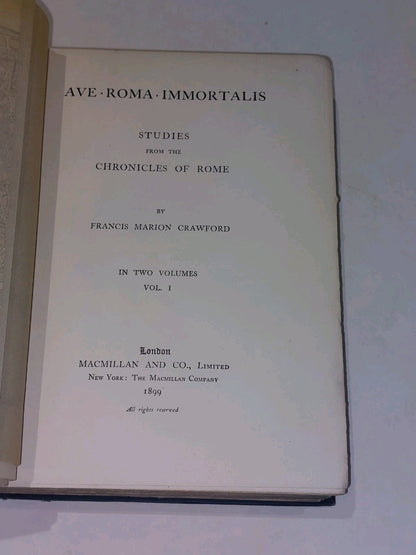 AVE·ROMA·IMMORTALIS
STUDIES
FROM THE
CHRONICLES OF ROME
BY
FRANCIS MARION CRAWFORD
IN TWO VOLUMES
VOL. I
London
MACMILLAN AND CO., LIMITED
NEW YORK: THE MACMILLAN COMPANY
1899
All rights reserved